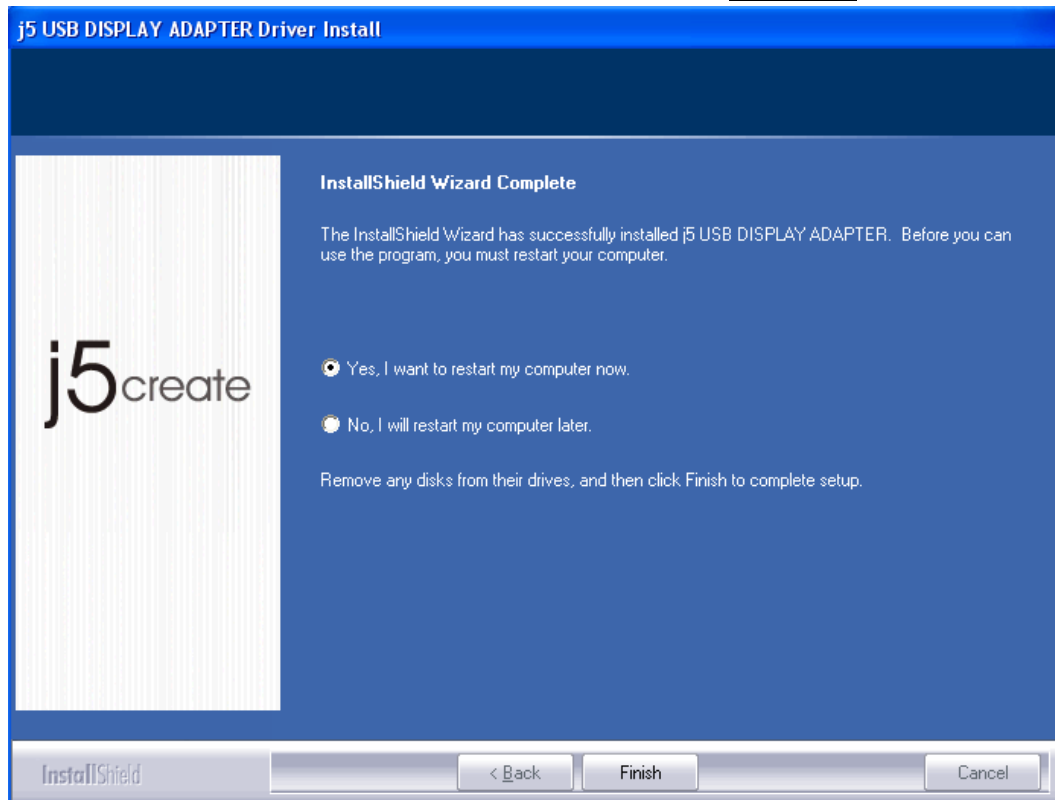 j5 USB DISPLAY ADAPTER Driver Install
InstallShield Wizard Complete
The InstallShield Wizard has successfully installed j5 USB DISPLAY ADAPTER.  Before you can
use the program, you must restart your computer.
j5create
Yes, I want to restart my computer now.
No, I will restart my computer later.
Remove any disks from their drives, and then click Finish to complete setup.
InstallShield
< Back
Finish
Cancel